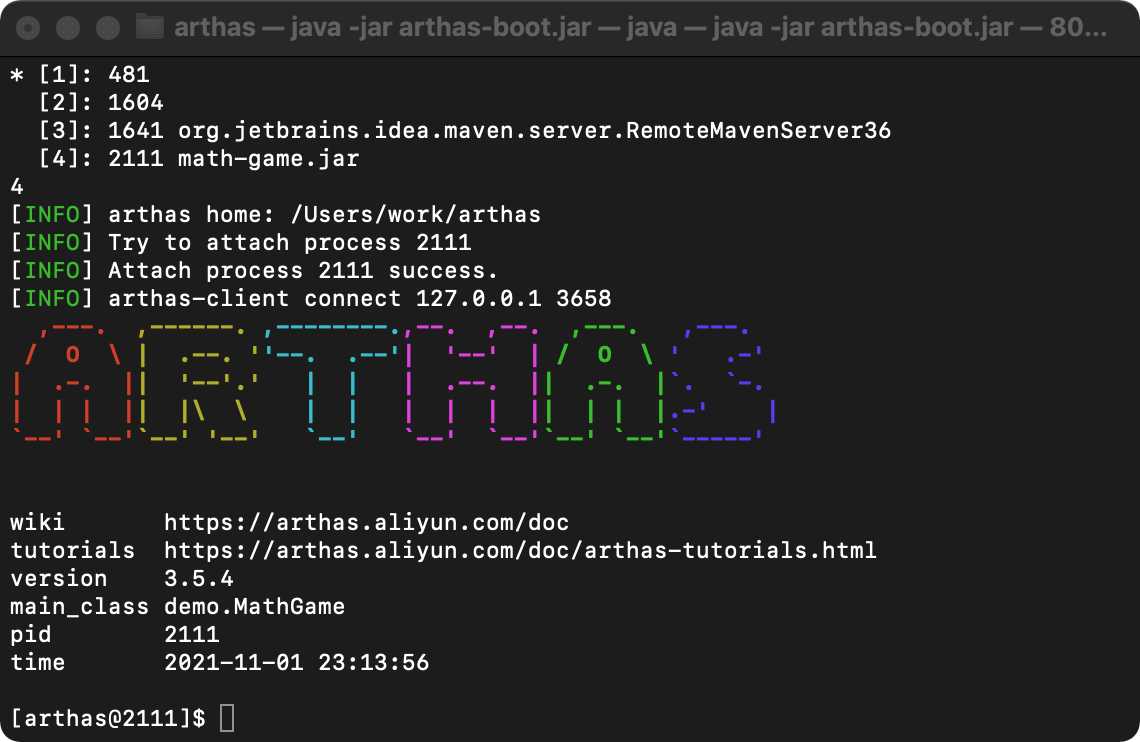 arthas — java -jar arthas-boot.jar — java — java -jar arthas-boot.jar — 80...
* [1]: 481
  [2]: 1604
  [3]: 1641 org.jetbrains.idea.maven.server.RemoteMavenServer36
  [4]: 2111 math-game.jar
4
[INFO] arthas home: /Users/work/arthas
[INFO] Try to attach process 2111
[INFO] Attach process 2111 success.
[INFO] arthas-client connect 127.0.0.1 3658
ARTHAS
wiki       https://arthas.aliyun.com/doc
tutorials  https://arthas.aliyun.com/doc/arthas-tutorials.html
version    3.5.4
main_class demo.MathGame
pid        2111
time       2021-11-01 23:13:56
[arthas@2111]$